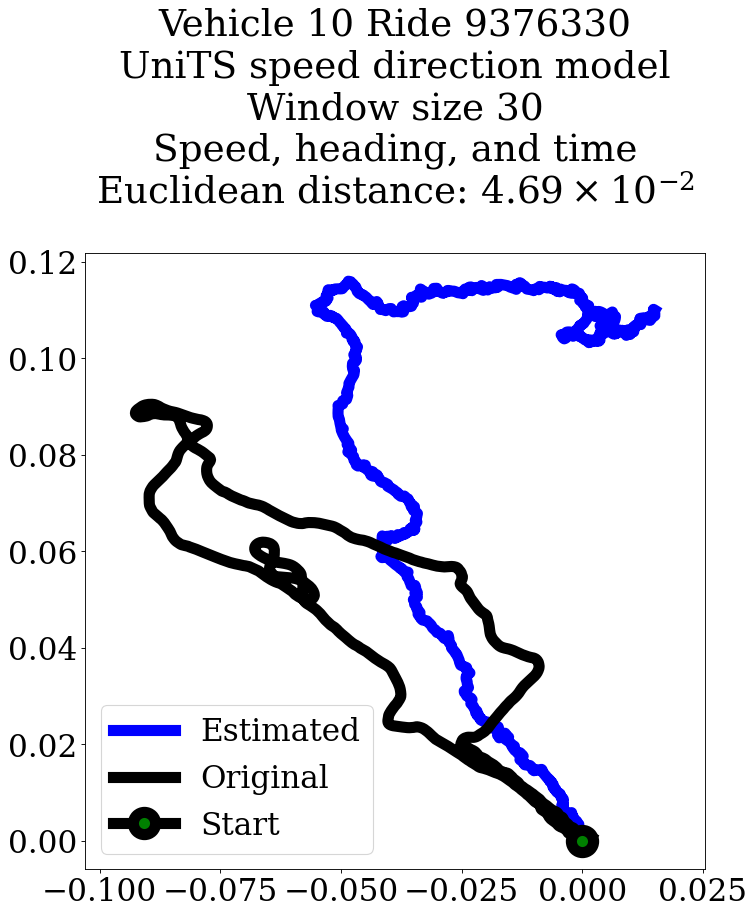 Vehicle 10 Ride 9376330
UniTS speed direction model
Window size 30
Speed, heading, and time
Euclidean distance: 4.69 × 10⁻²
0.12
0.10
0.08
0.06
0.04
0.02
0.00
Estimated
Original
Start
−0.100 −0.075 −0.050 −0.025 0.000 0.025